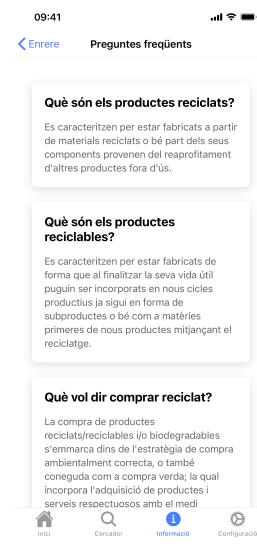 09:41
Enrere
Preguntes freqüents
Què són els productes reciclats?
Es caracteritzen per estar fabricats a partir
de materials reciclats o bé part dels seus
components provenen del reaprofitament
d'altres productes fora d'ús.
Què són els productes
reciclables?
Es caracteritzen per estar fabricats de
forma que al finalitzar la seva vida útil
puguin ser incorporats en nous cicles
productius ja sigui en forma de
subproductes o bé com a matèries
primeres de nous productes mitjançant el
reciclatge.
Què vol dir comprar reciclat?
La compra de productes
reciclats/reciclables i/o biodegradables
s'emmarca dins de l'estratègia de compra
ambientalment correcta, o també
coneguda com a compra verda; la qual
incorpora l'adquisició de productes i
serveis respectuosos amb el medi
Inici
Cercador
Informació
Configuració